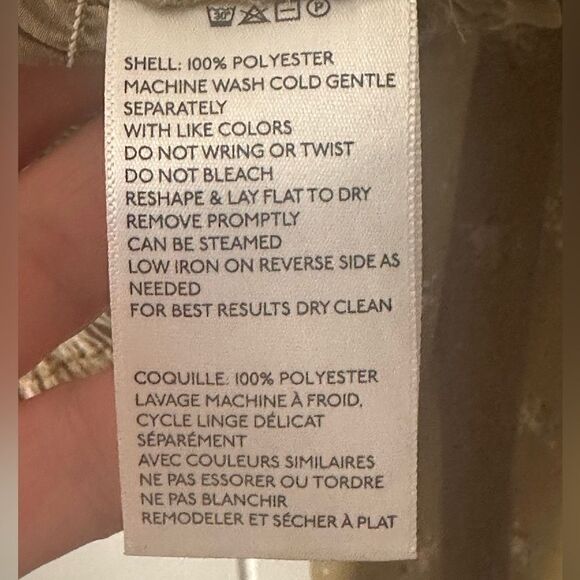 30°
P
SHELL: 100% POLYESTER
MACHINE WASH COLD GENTLE
SEPARATELY
WITH LIKE COLORS
DO NOT WRING OR TWIST
DO NOT BLEACH
RESHAPE & LAY FLAT TO DRY
REMOVE PROMPTLY
CAN BE STEAMED
LOW IRON ON REVERSE SIDE AS
NEEDED
FOR BEST RESULTS DRY CLEAN
COQUILLE: 100% POLYESTER
LAVAGE MACHINE À FROID,
CYCLE LINGE DÉLICAT
SÉPARÉMENT
AVEC COULEURS SIMILAIRES
NE PAS ESSORER OU TORDRE
NE PAS BLANCHIR
REMODELER ET SÉCHER À PLAT